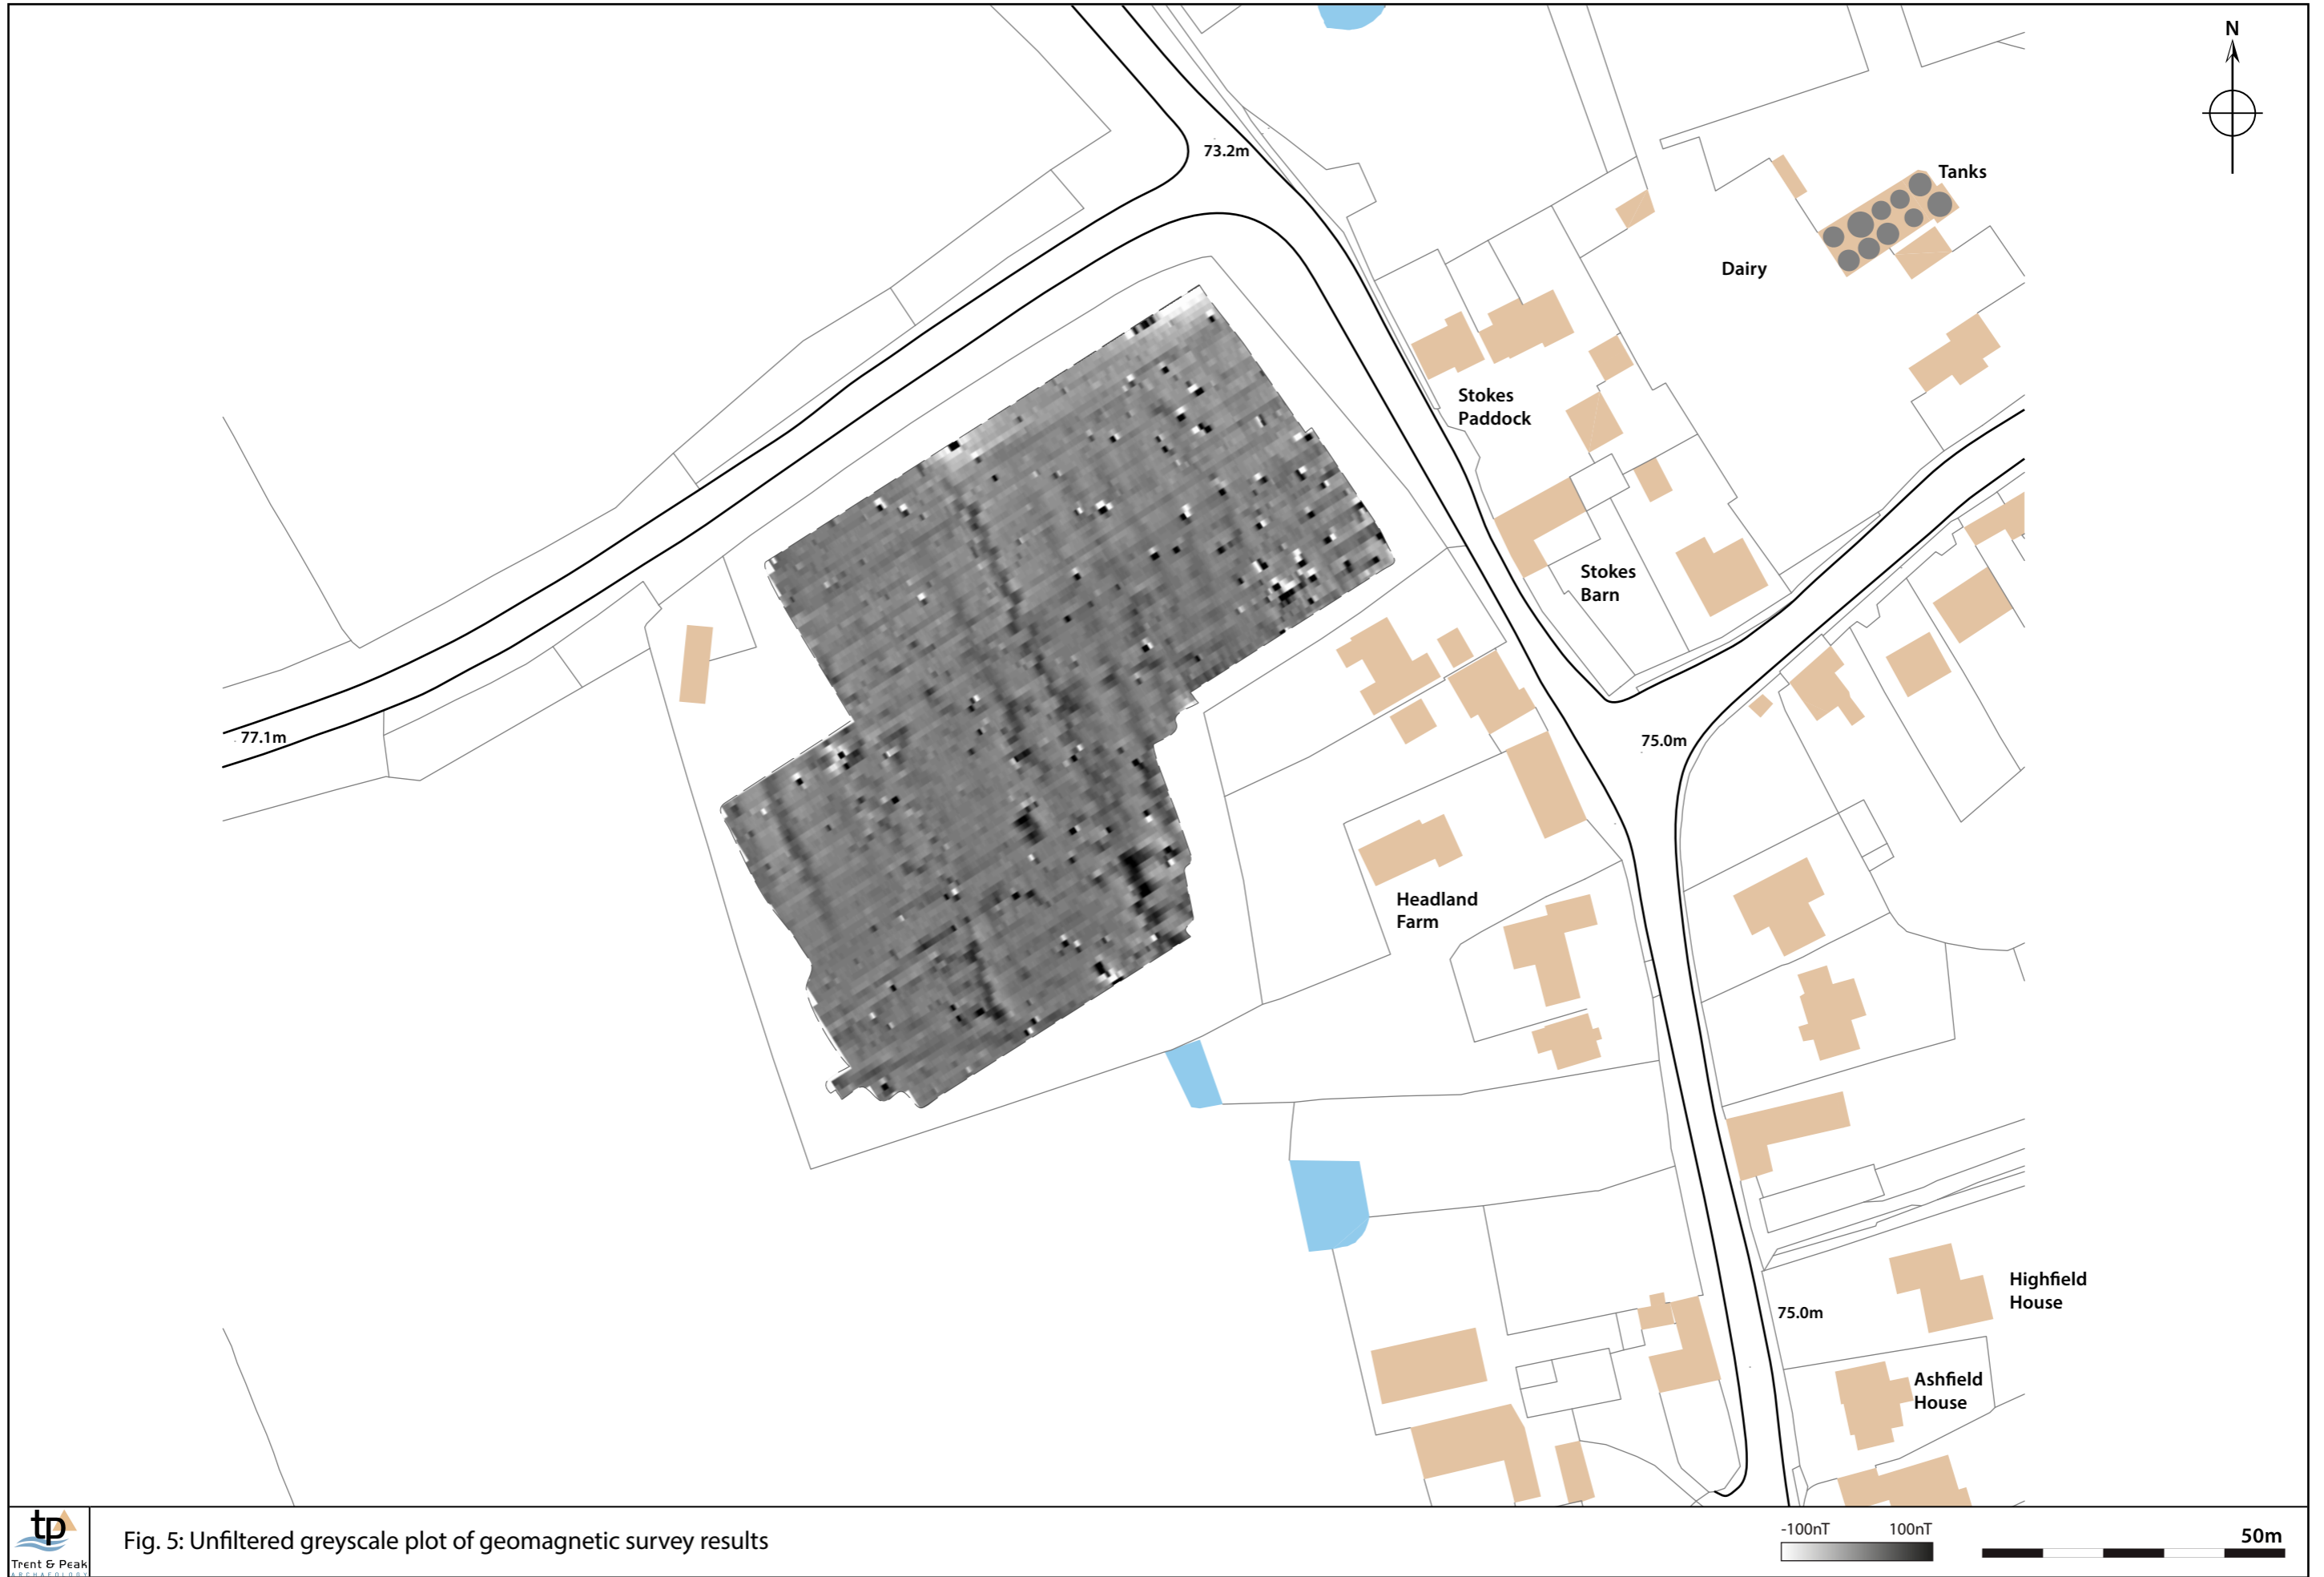 N
73.2m
Tanks
Dairy
Stokes
Paddock
Stokes
Barn
77.1m
75.0m
Headland
Farm
Highfield
House
75.0m
Ashfield
House
tp
Trent & Peak
ARCHAEOLOGY
Fig. 5: Unfiltered greyscale plot of geomagnetic survey results
-100nT 100nT
50m